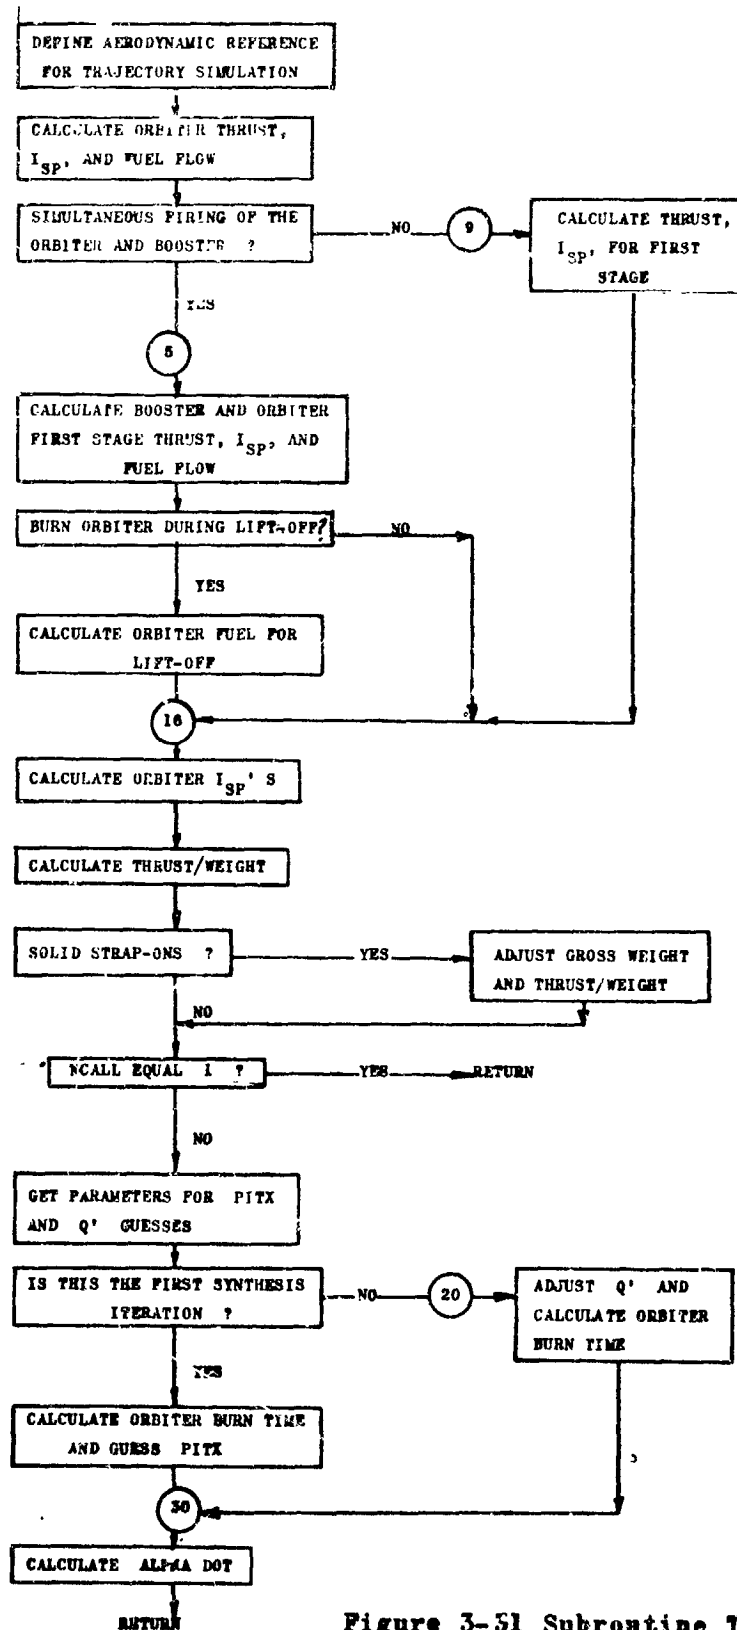 DEFINE AERODYNAMIC REFERENCE
FOR TRAJECTORY SIMULATION
CALCULATE ORBITER THRUST,
I_SP, AND FUEL FLOW
SIMULTANEOUS FIRING OF THE
ORBITER AND BOOSTER ?
NO
9
CALCULATE THRUST,
I_SP, FOR FIRST
STAGE
YES
5
CALCULATE BOOSTER AND ORBITER
FIRST STAGE THRUST, I_SP, AND
FUEL FLOW
BURN ORBITER DURING LIFT-OFF?
NO
YES
CALCULATE ORBITER FUEL FOR
LIFT-OFF
16
CALCULATE ORBITER I_SP' S
CALCULATE THRUST/WEIGHT
SOLID STRAP-ONS ?
YES
ADJUST GROSS WEIGHT
AND THRUST/WEIGHT
NO
NCALL EQUAL 1 ?
YES
RETURN
NO
GET PARAMETERS FOR PITX
AND Q' GUESSES
IS THIS THE FIRST SYNTHESIS
ITERATION ?
NO
20
ADJUST Q' AND
CALCULATE ORBITER
BURN TIME
YES
CALCULATE ORBITER BURN TIME
AND GUESS PITX
30
CALCULATE ALPHA DOT
RETURN
Figure 3-51 Subroutine